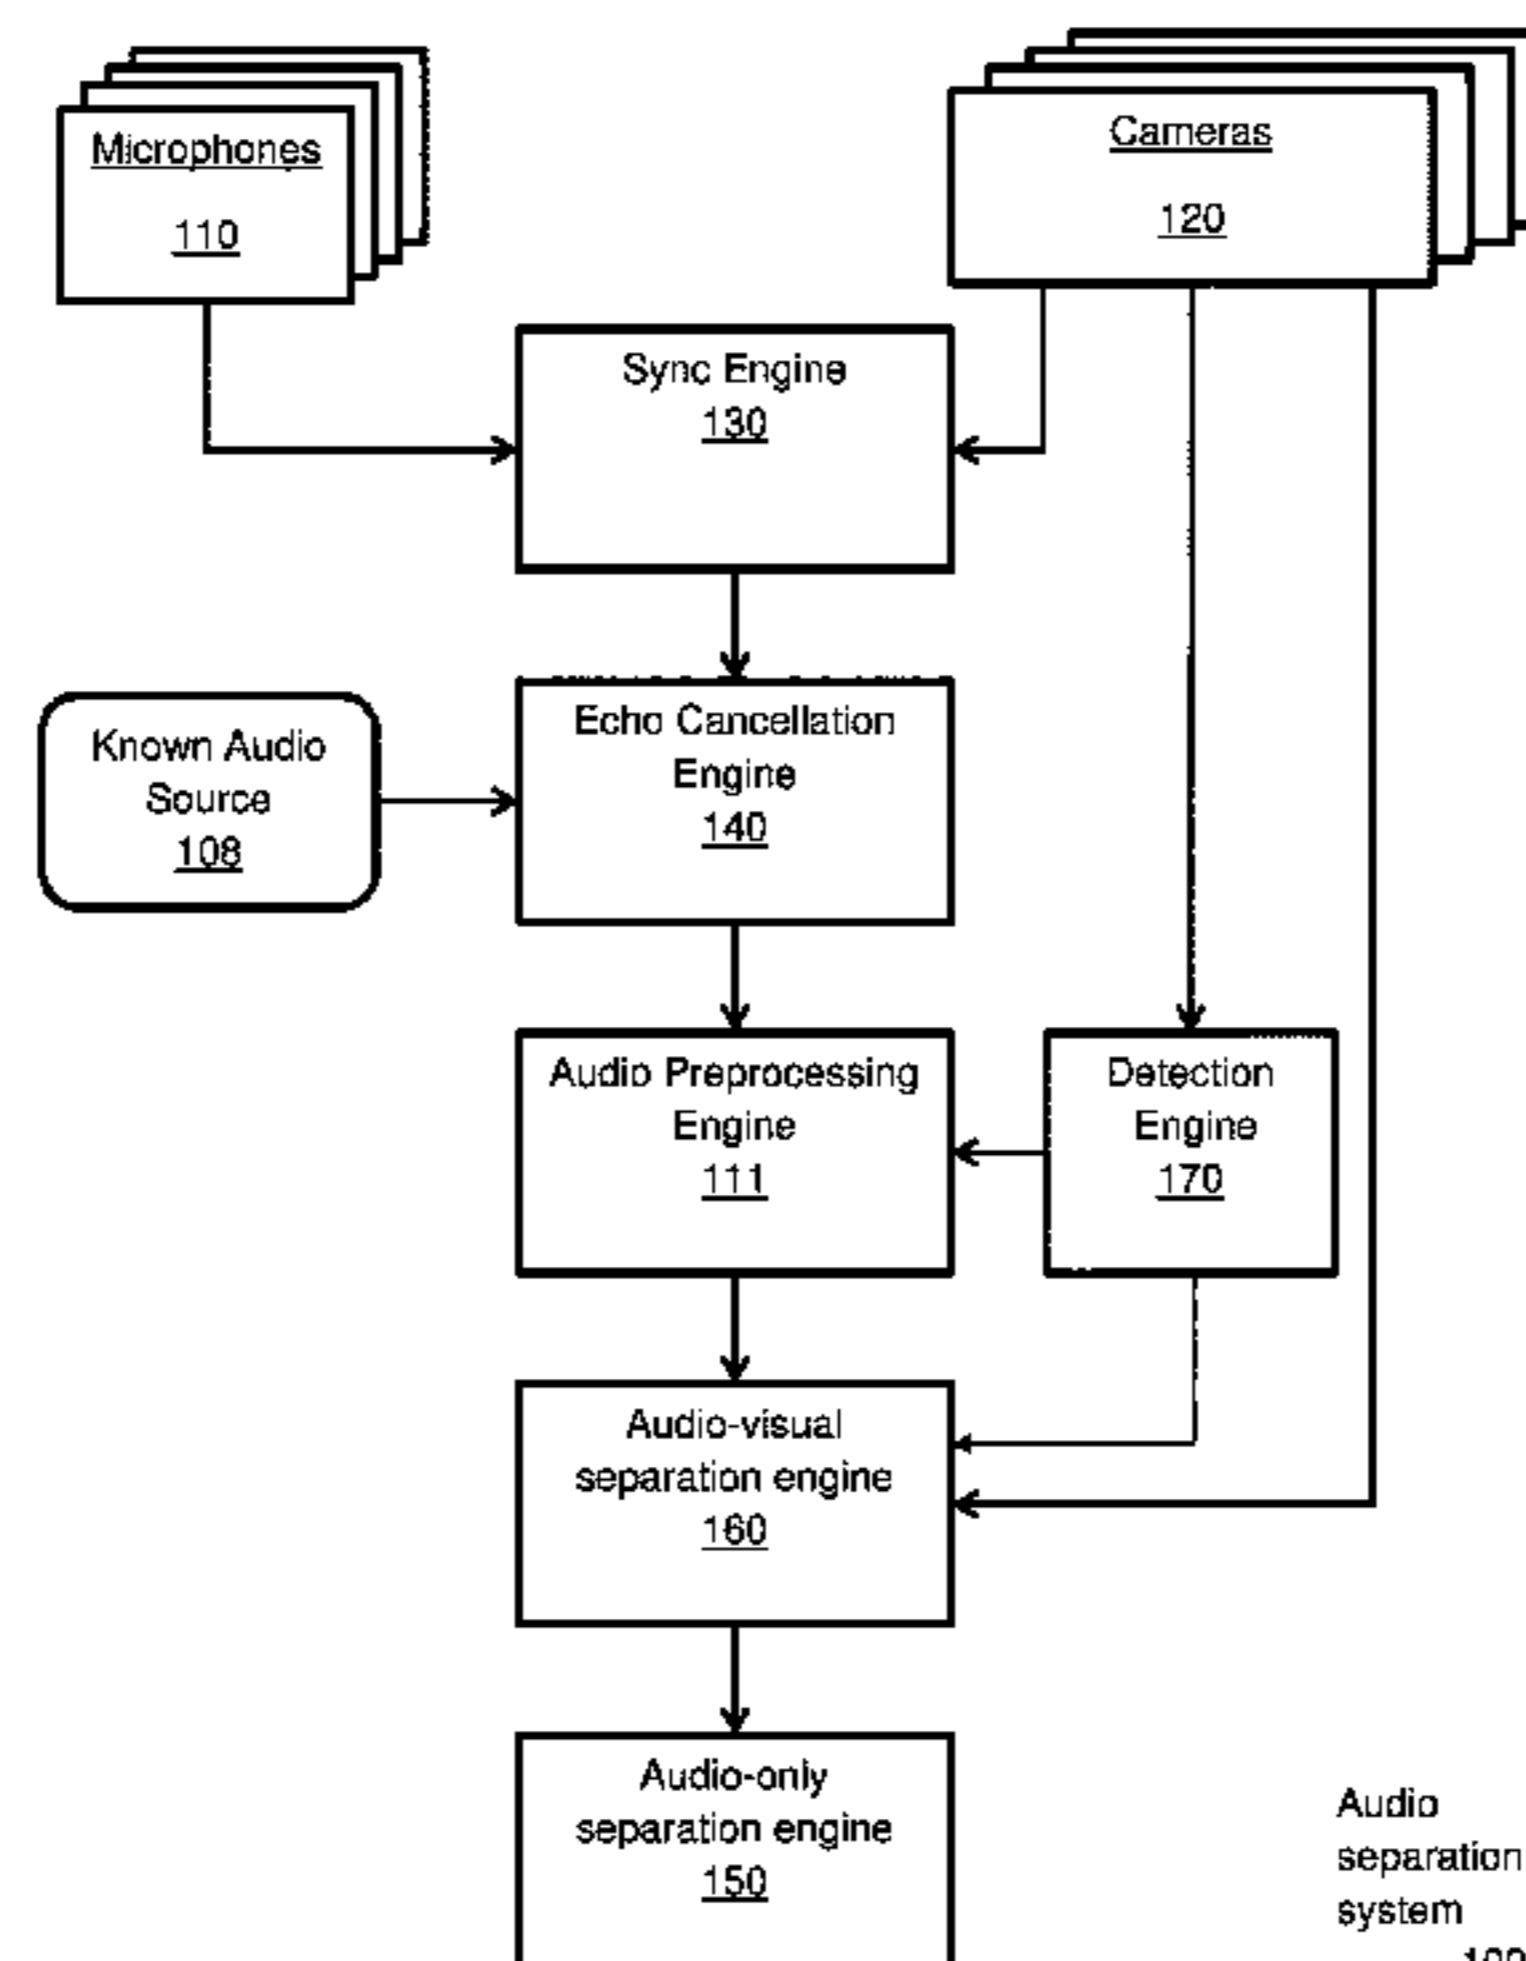 Microphones
110
Cameras
120
Sync Engine
130
Known Audio
Source
108
Echo Cancellation
Engine
140
Audio Preprocessing
Engine
111
Detection
Engine
170
Audio-visual
separation engine
160
Audio-only
separation engine
150
Audio
separation
system